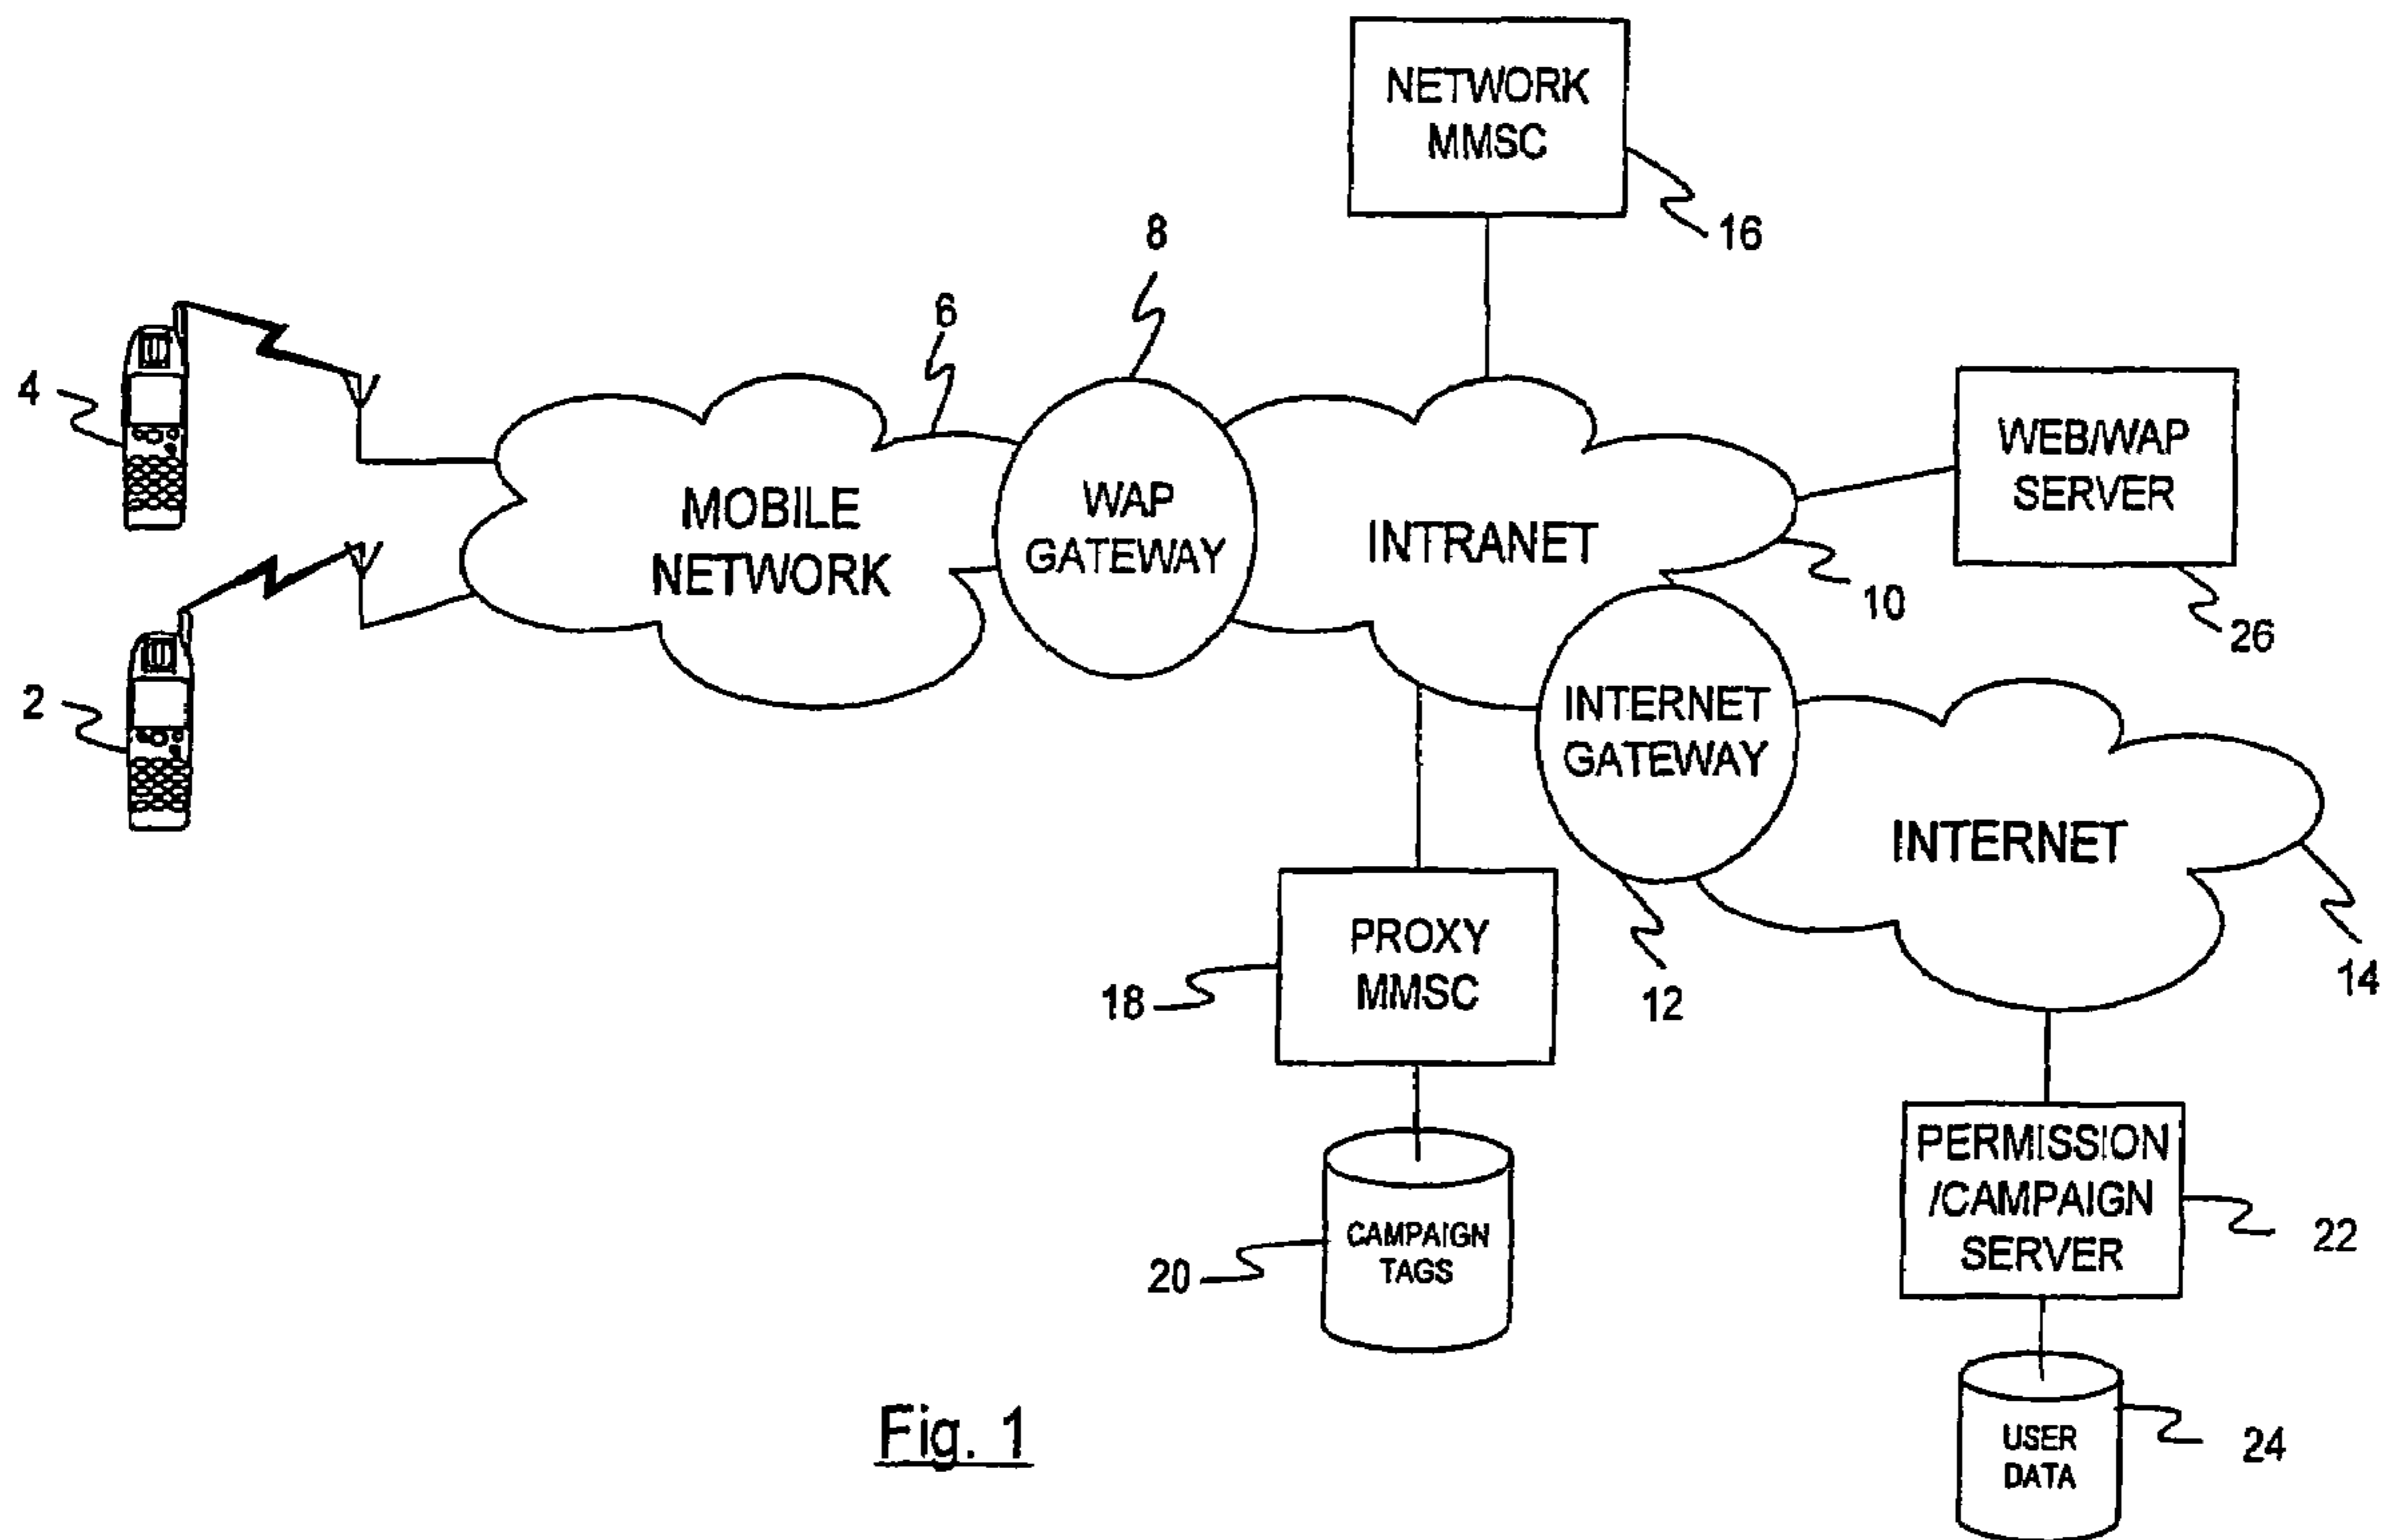 NETWORK
MMSC
16
8
6
4
MOBILE
NETWORK
WAP
GATEWAY
INTRANET
WEB/WAP
SERVER
10
26
2
INTERNET
GATEWAY
INTERNET
PROXY
MMSC
18
12
14
CAMPAIGN
TAGS
20
PERMISSION
/CAMPAIGN
SERVER
22
USER
DATA
24
Fig. 1